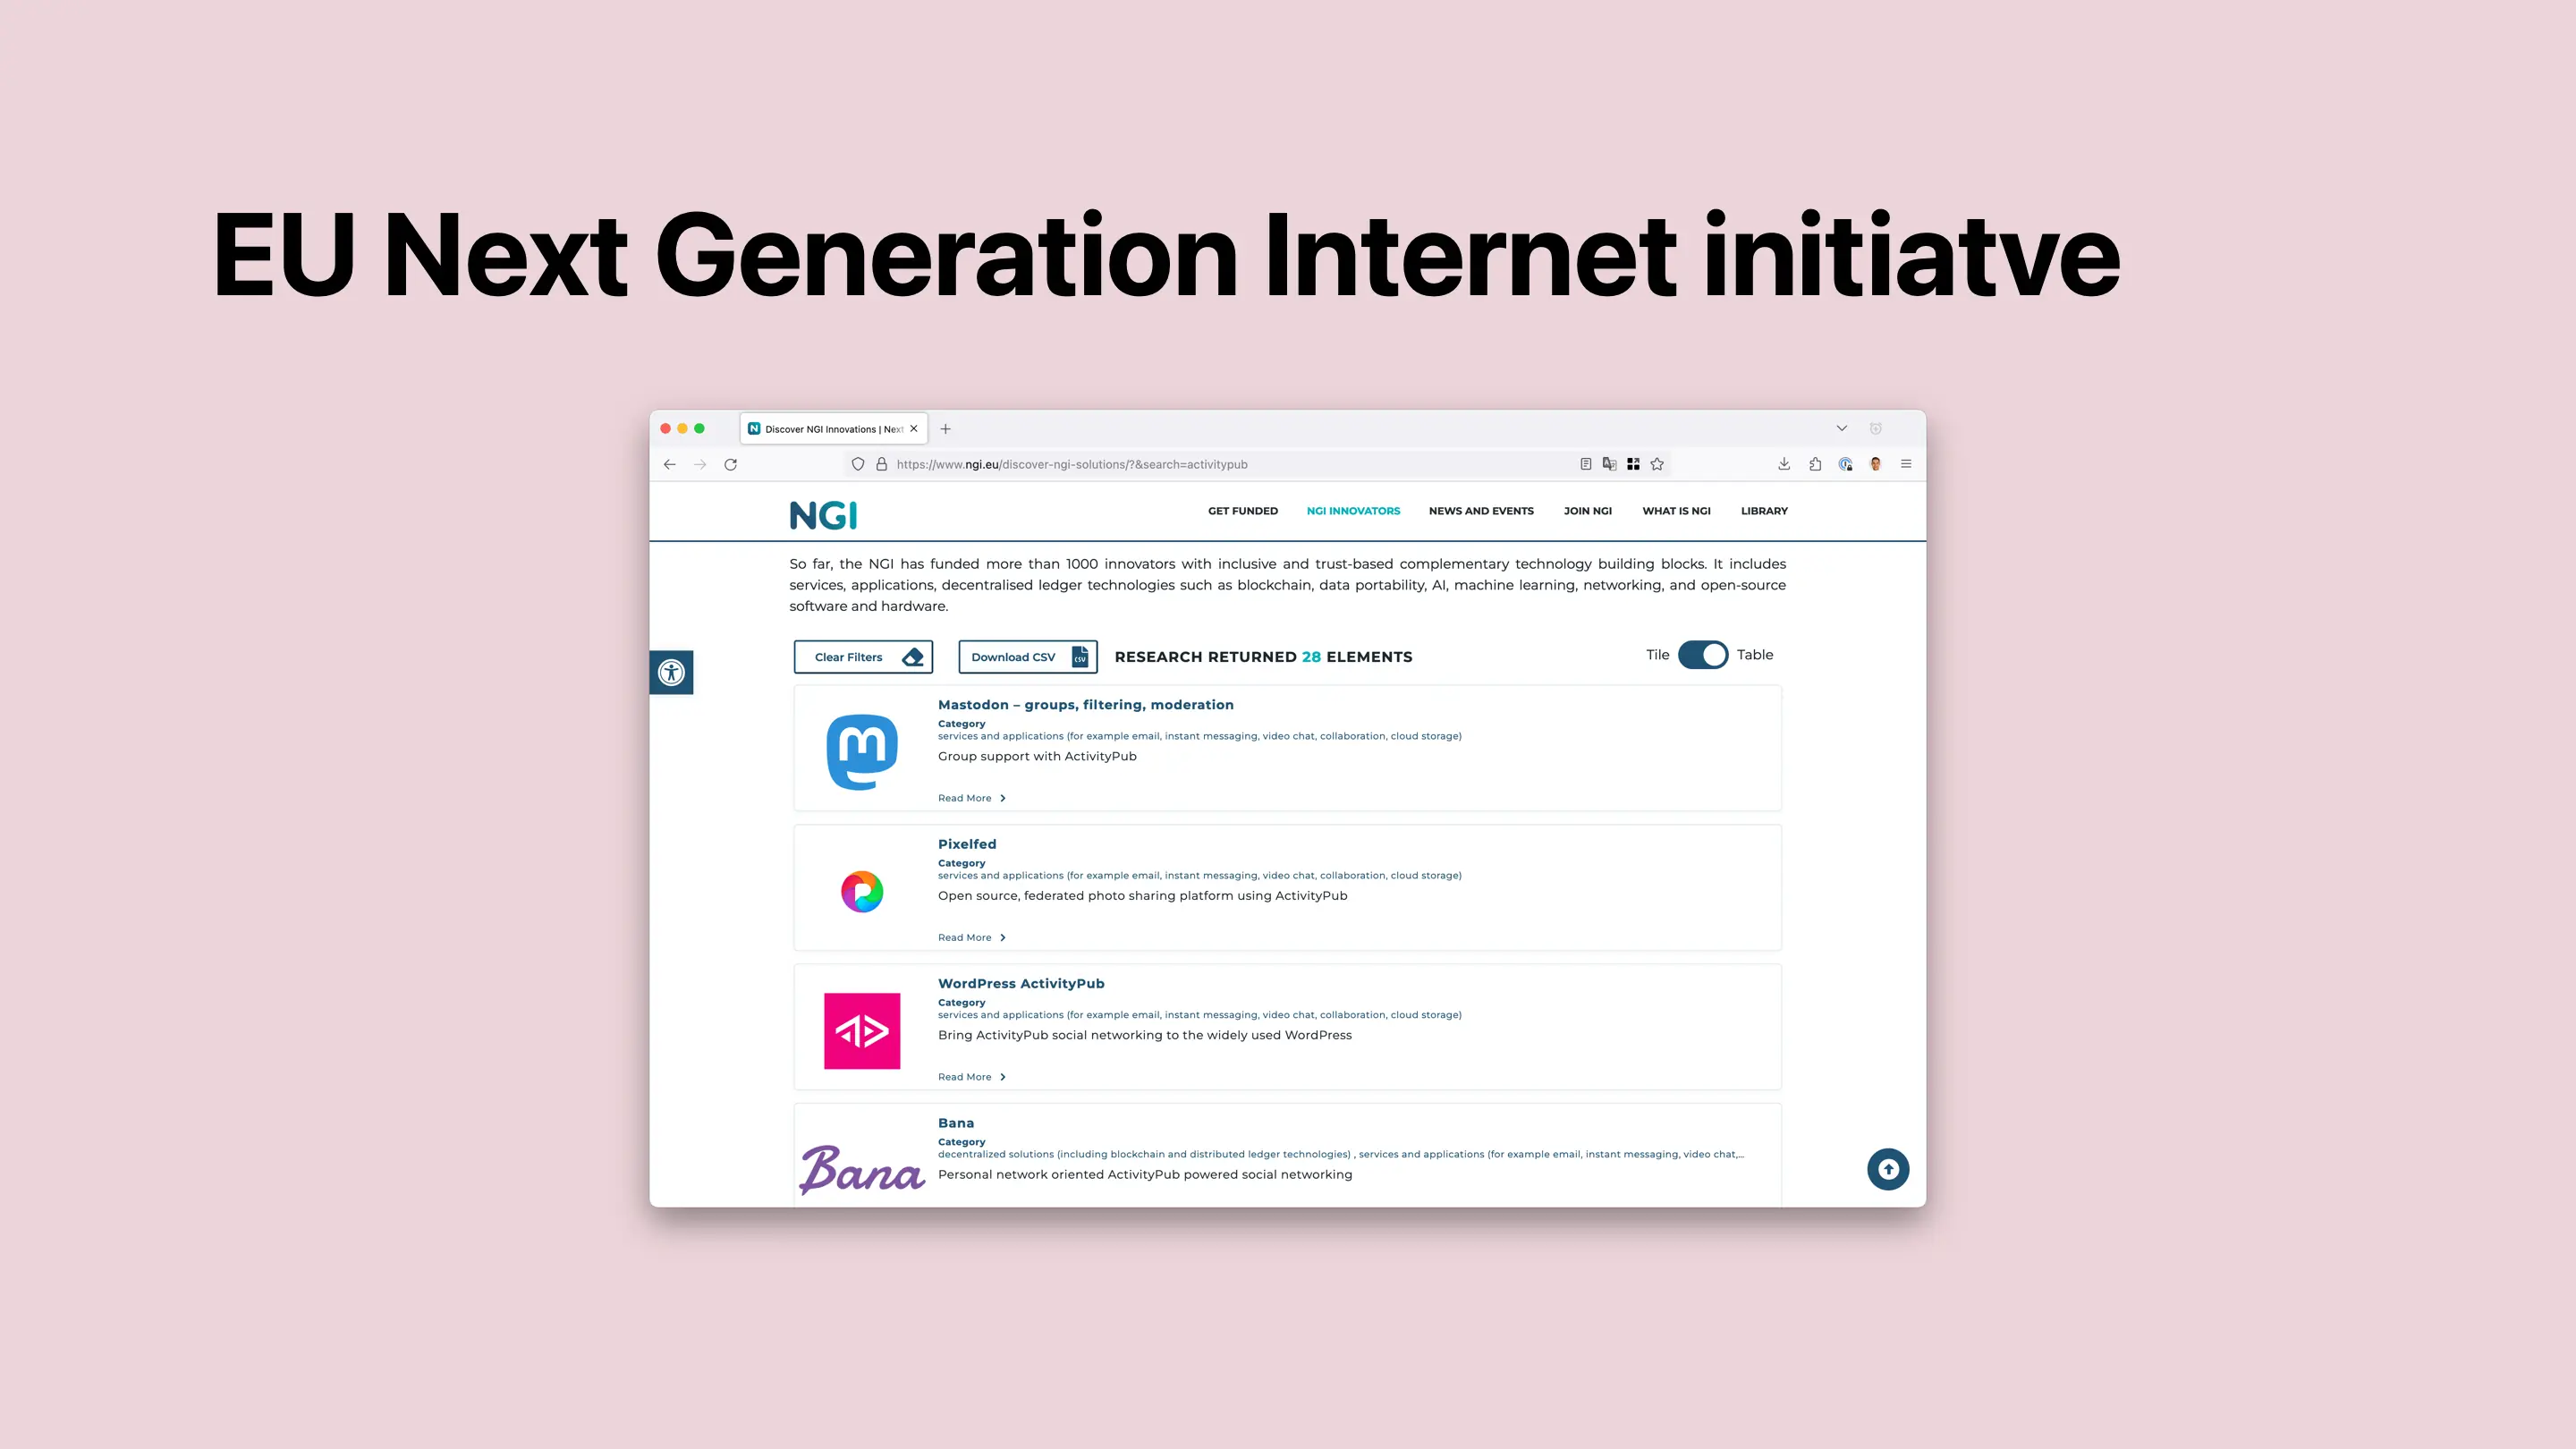 EU Next Generation Internet initiatve
Discover NGI Innovations | Next
https://www.ngi.eu/discover-ngi-solutions/?&search=activitypub
NGI
GET FUNDED NGI INNOVATORS NEWS AND EVENTS JOIN NGI WHAT IS NGI LIBRARY
So far, the NGI has funded more than 1000 innovators with inclusive and trust-based complementary technology building blocks. It includes
services, applications, decentralised ledger technologies such as blockchain, data portability, AI, machine learning, networking, and open-source
software and hardware.
Clear Filters Download CSV CSV RESEARCH RETURNED 28 ELEMENTS Tile Table
Mastodon – groups, filtering, moderation
Category
services and applications (for example email, instant messaging, video chat, collaboration, cloud storage)
Group support with ActivityPub
Read More
Pixelfed
Category
services and applications (for example email, instant messaging, video chat, collaboration, cloud storage)
Open source, federated photo sharing platform using ActivityPub
Read More
WordPress ActivityPub
Category
services and applications (for example email, instant messaging, video chat, collaboration, cloud storage)
Bring ActivityPub social networking to the widely used WordPress
Read More
Bana
Bana
Category
decentralized solutions (including blockchain and distributed ledger technologies) , services and applications (for example email, instant messaging, video chat,...
Personal network oriented ActivityPub powered social networking